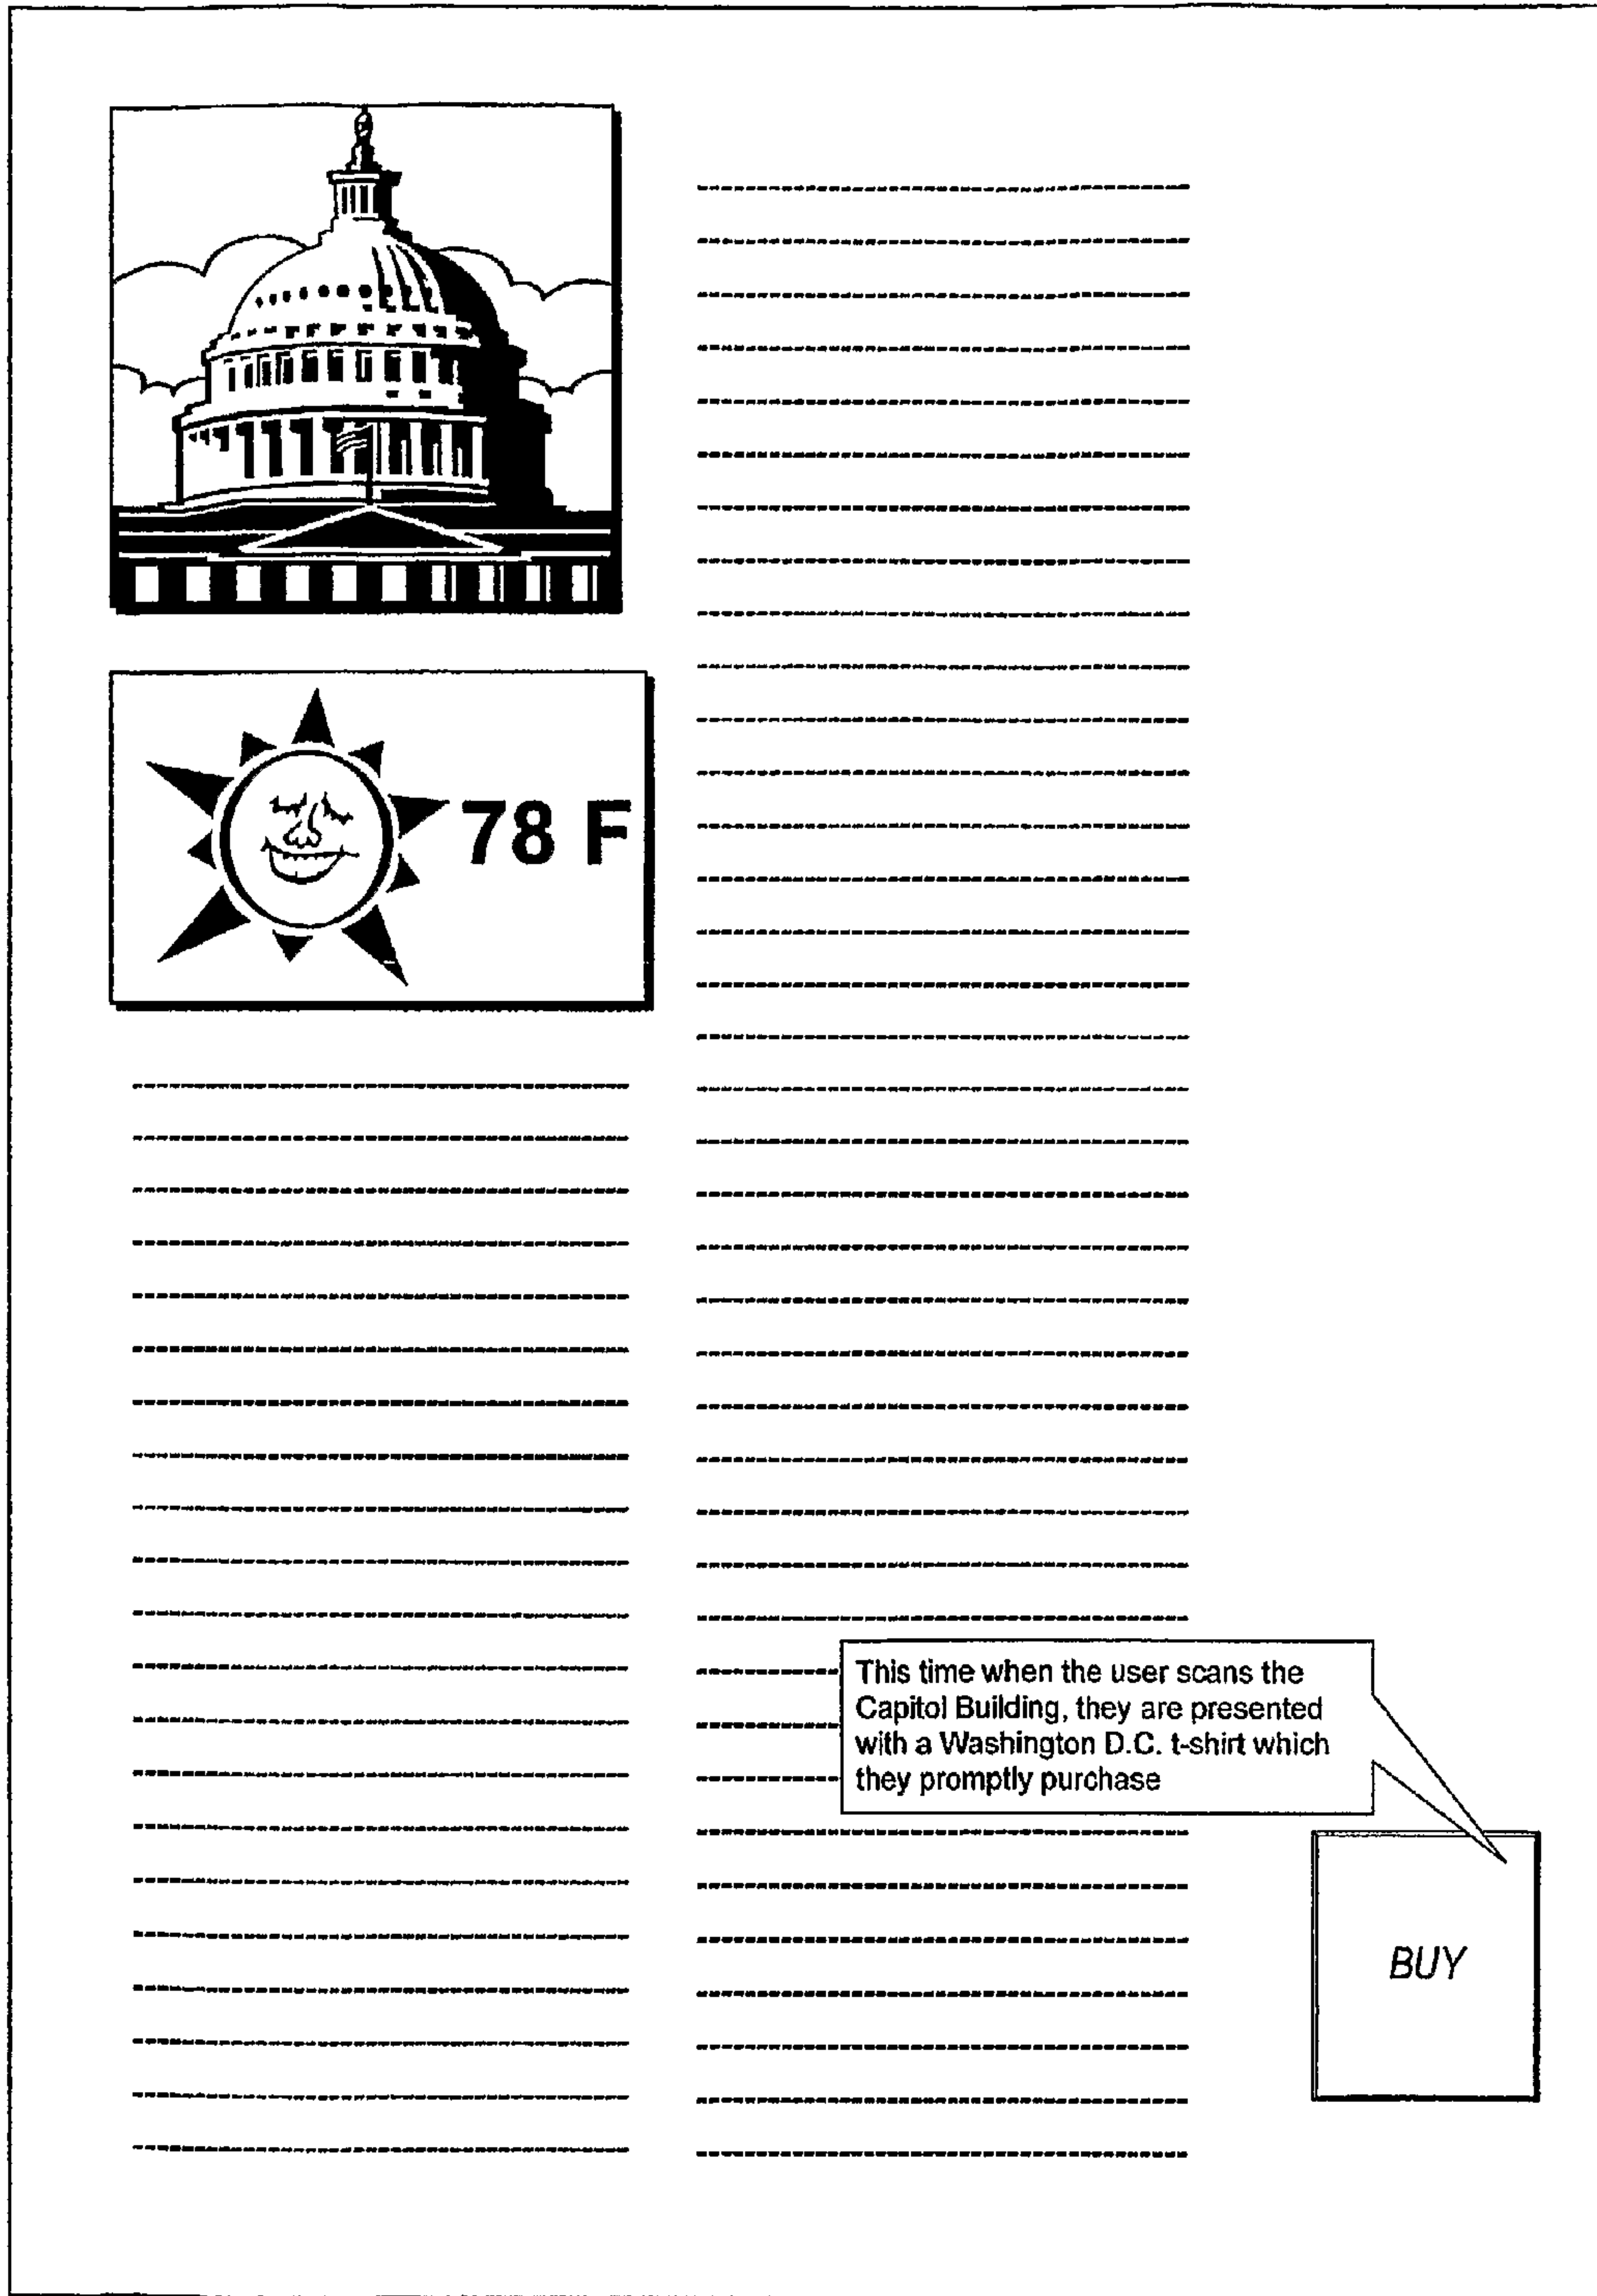 78 F
This time when the user scans the
Capitol Building, they are presented
with a Washington D.C. t-shirt which
they promptly purchase
BUY